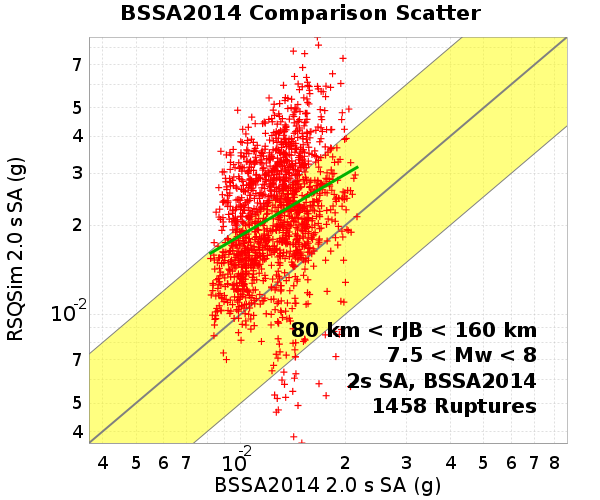 BSSA2014 Comparison Scatter
RSQSim 2.0 s SA (g)
7
5
4
3
2
10-2
7
5
4
80 km < rJB < 160 km
7.5 < Mw < 8
2s SA, BSSA2014
1458 Ruptures
4 5 6 7 10-2 2 3 4 5 6 7 8
BSSA2014 2.0 s SA (g)